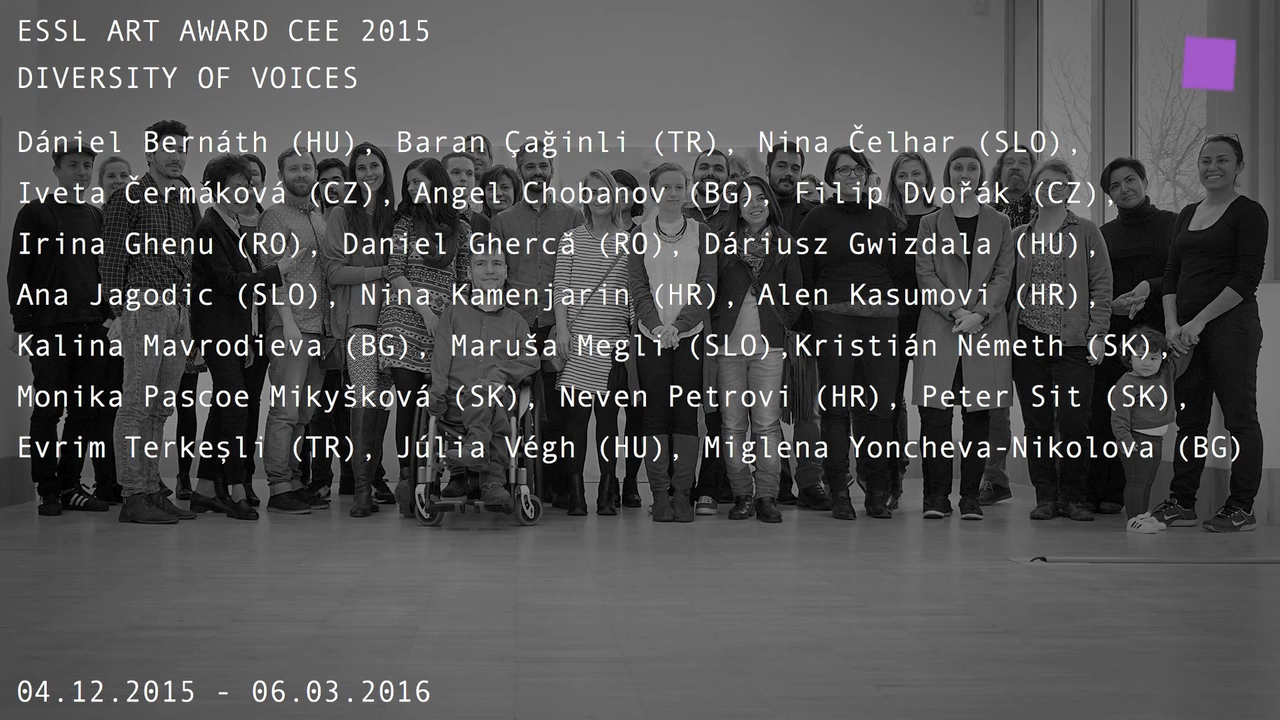 ESSL ART AWARD CEE 2015
DIVERSITY OF VOICES
Dániel Bernáth (HU), Baran Çağinli (TR), Nina Čelhar (SLO),
Iveta Čermáková (CZ), Angel Chobanov (BG), Filip Dvořák (CZ),
Irina Ghenu (RO), Daniel Ghercă (RO), Dáriusz Gwizdala (HU),
Ana Jagodic (SLO), Nina Kamenjarin (HR), Alen Kasumovi (HR),
Kalina Mavrodieva (BG), Maruša Megli (SLO),Kristián Németh (SK),
Monika Pascoe Mikyšková (SK), Neven Petrovi (HR), Peter Sit (SK),
Evrim Terkeşli (TR), Júlia Végh (HU), Miglena Yoncheva-Nikolova (BG)
04.12.2015 - 06.03.2016